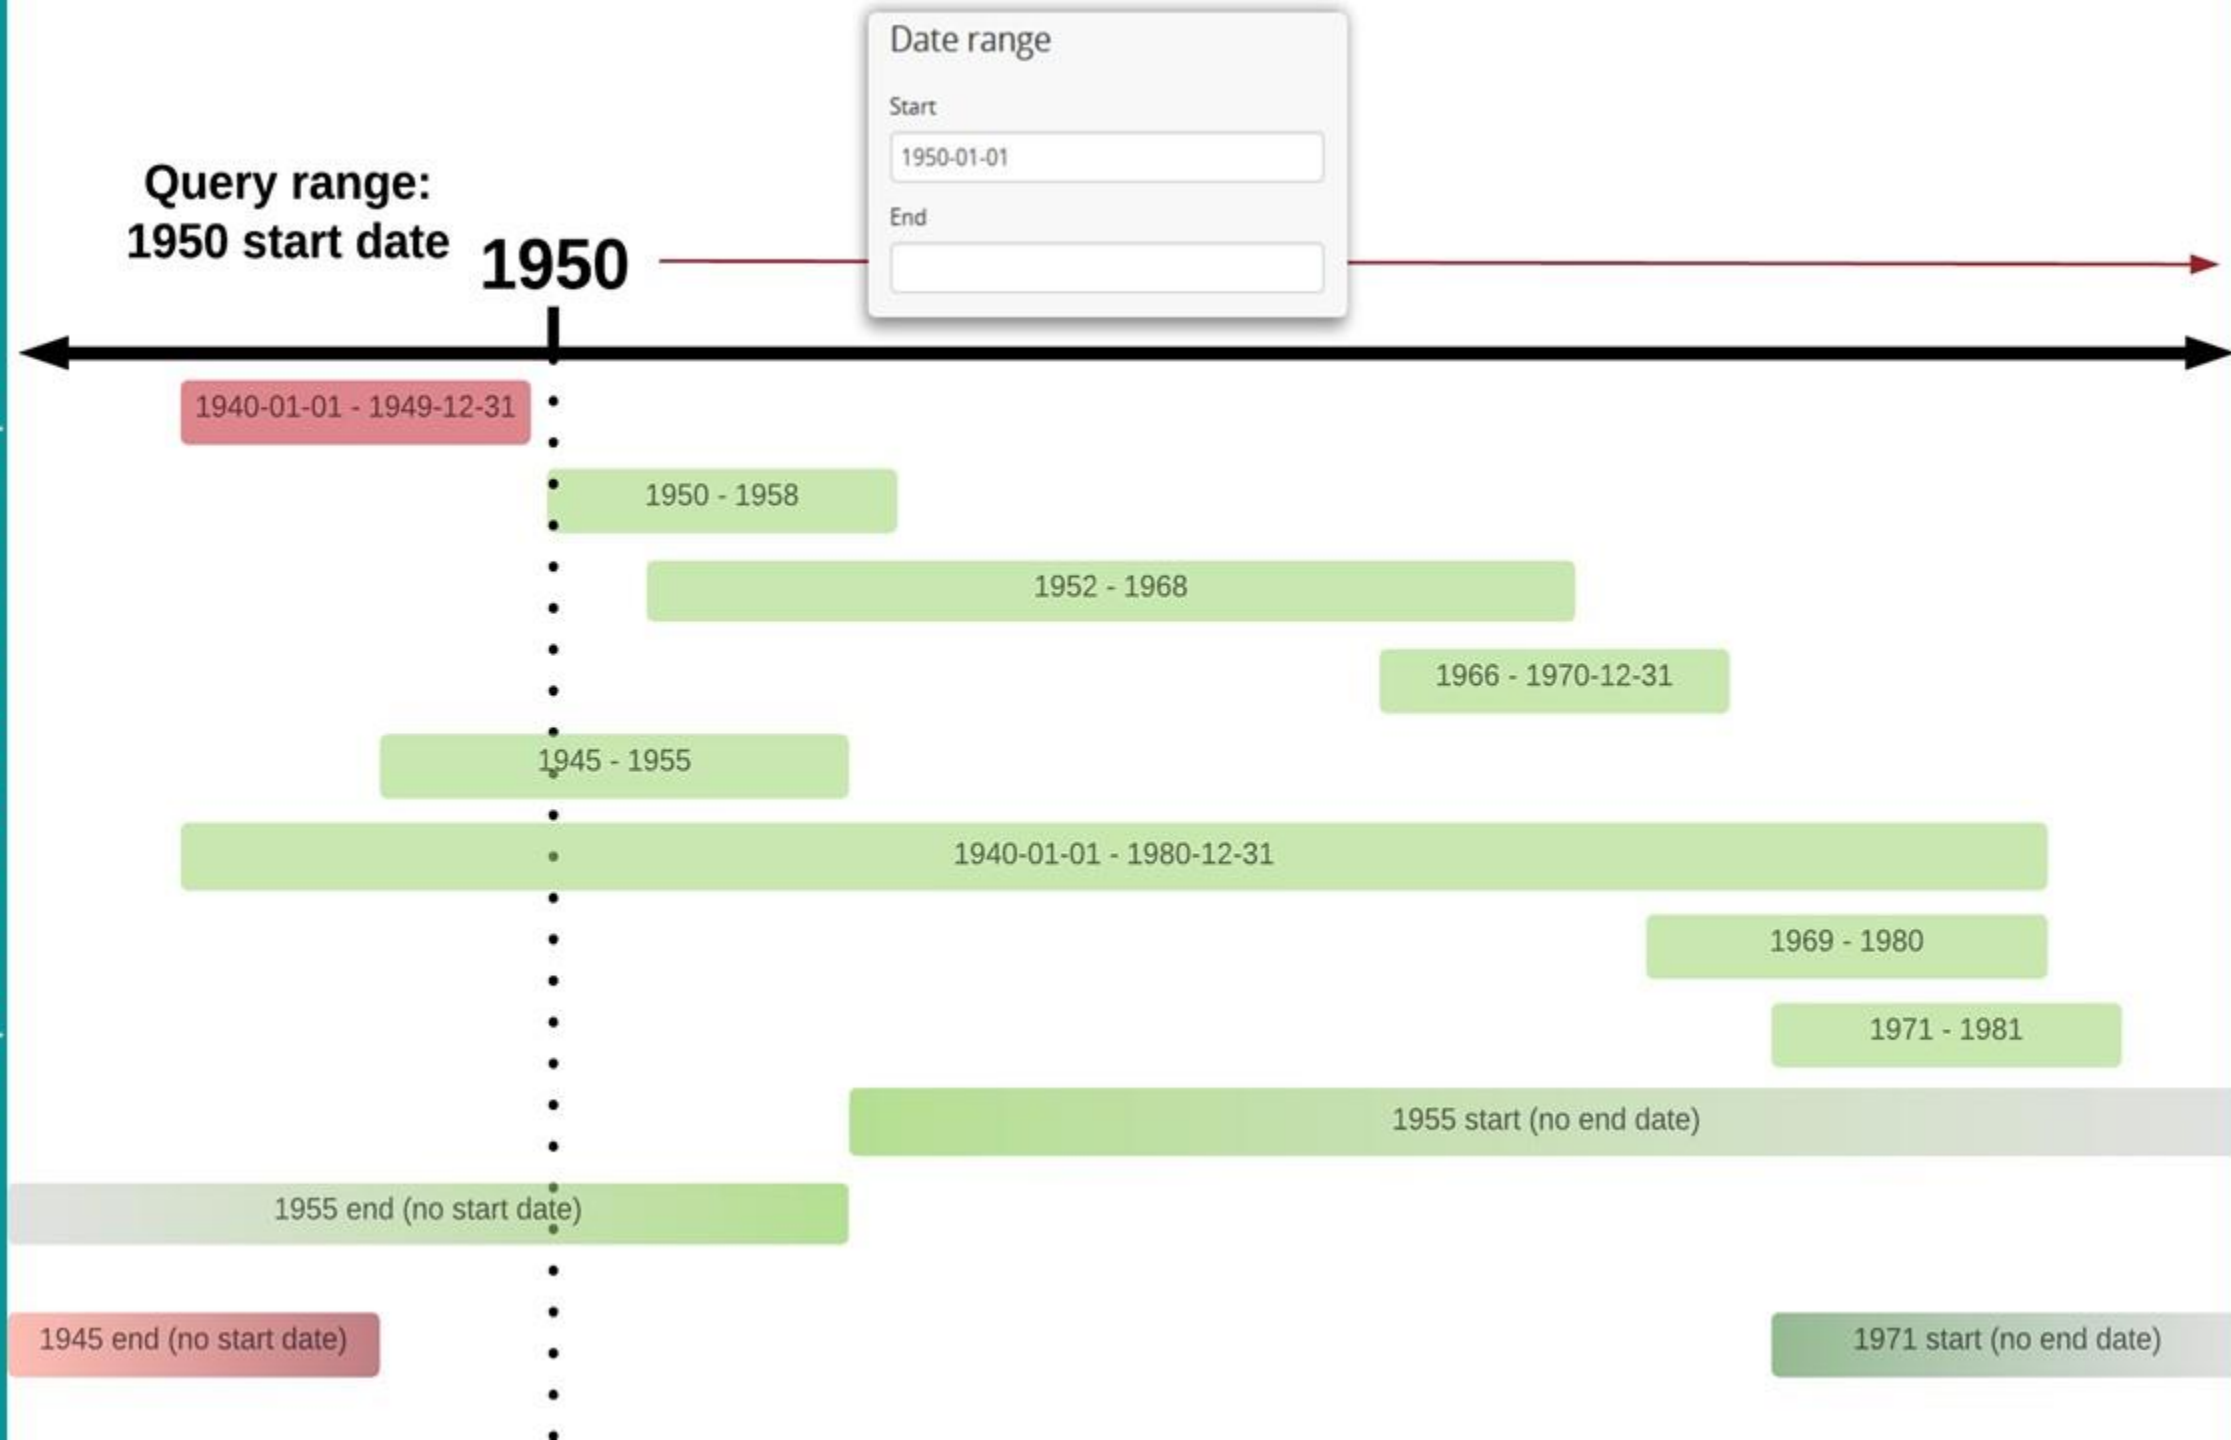 Date range
Start
1950-01-01
End
Query range:
1950 start date
1950
1940-01-01 - 1949-12-31
1950 - 1958
1952 - 1968
1966 - 1970-12-31
1945 - 1955
1940-01-01 - 1980-12-31
1969 - 1980
1971 - 1981
1955 start (no end date)
1955 end (no start date)
1945 end (no start date)
1971 start (no end date)